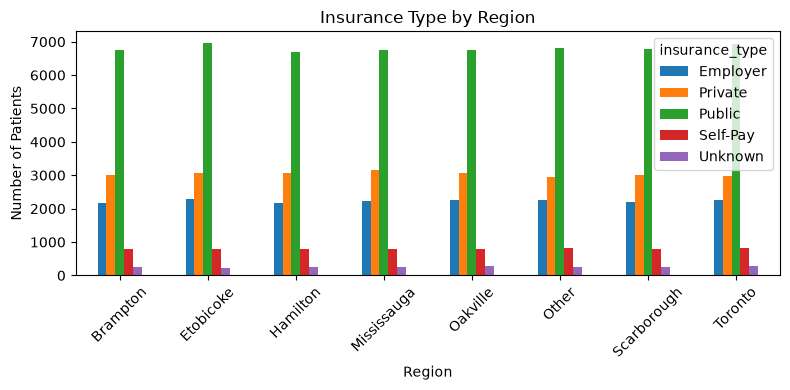 Insurance Type by Region
Number of Patients
7000
6000
5000
4000
3000
2000
1000
0
insurance_type
Employer
Private
Public
Self-Pay
Unknown
Brampton
Etobicoke
Hamilton
Mississauga
Oakville
Other
Scarborough
Toronto
Region